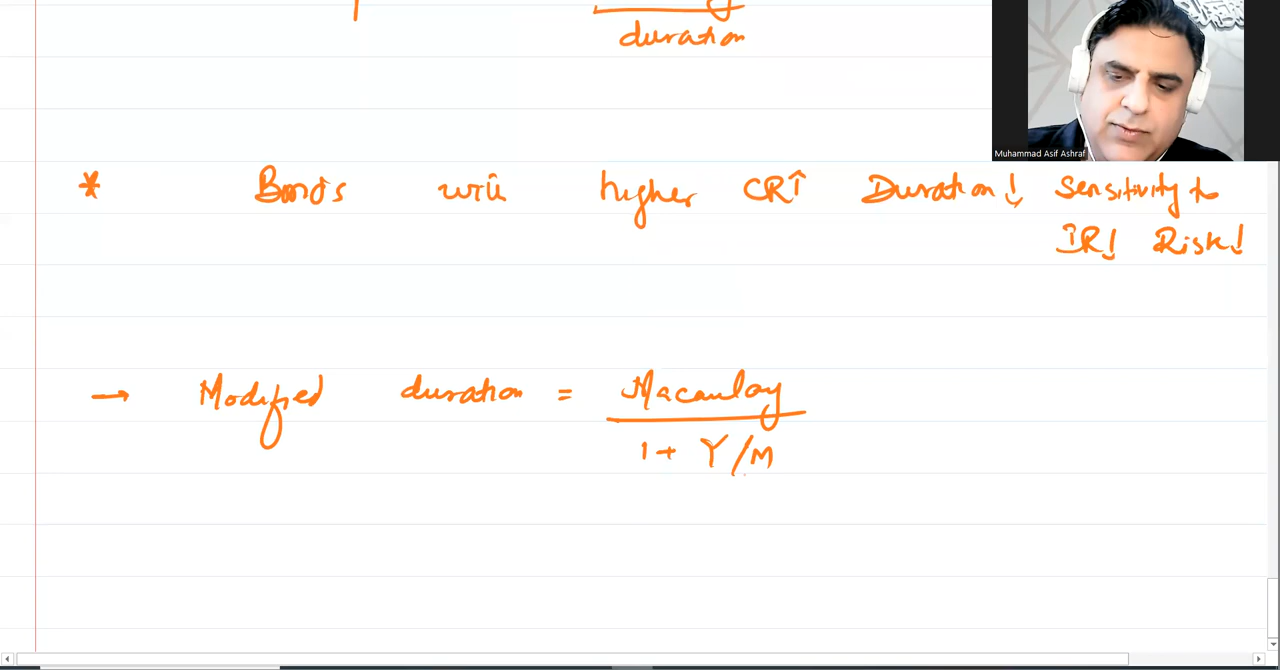 duration
Muhammad Asif Ashraf
* Bonds with higher CR↑ Duration↓ Sensitivity to
IR↓ Risk↓
→ Modified duration = Macaulay
1 + Y/M